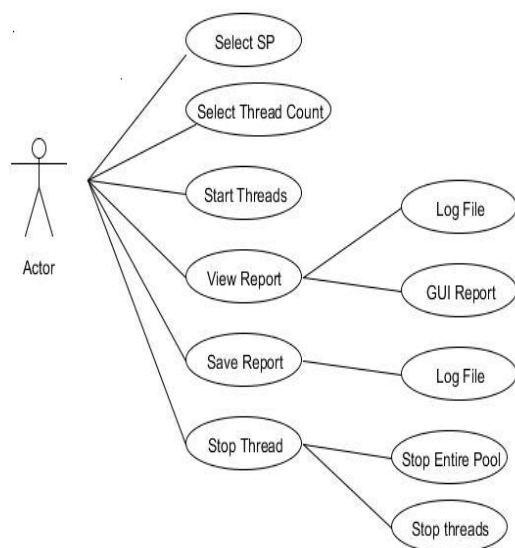 Select SP
Select Thread Count
Start Threads
Log File
Actor
View Report
GUI Report
Save Report
Log File
Stop Thread
Stop Entire Pool
Stop threads